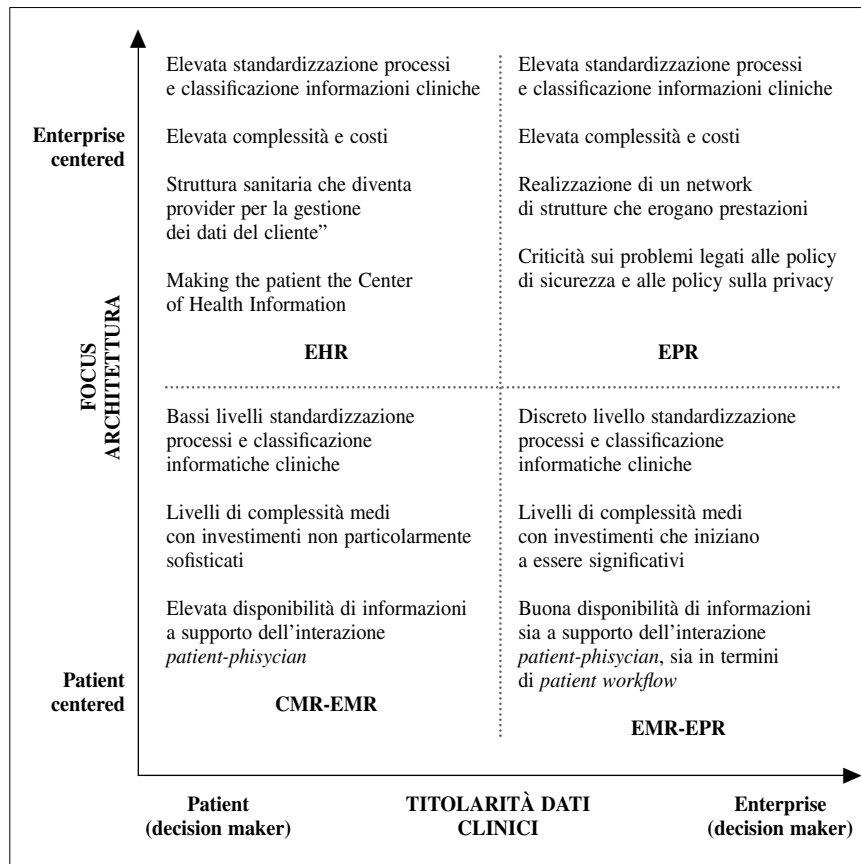 Elevata standardizzazione processi
e classificazione informazioni cliniche
Elevata complessità e costi
Struttura sanitaria che diventa
provider per la gestione
dei dati del cliente”
Making the patient the Center
of Health Information
EHR
Elevata standardizzazione processi
e classificazione informazioni cliniche
Elevata complessità e costi
Realizzazione di un network
di strutture che erogano prestazioni
Criticità sui problemi legati alle policy
di sicurezza e alle policy sulla privacy
EPR
Enterprise
centered
FOCUS
ARCHITETTURA
Bassi livelli standardizzazione
processi e classificazione
informatiche cliniche
Livelli di complessità medi
con investimenti non particolarmente
sofisticati
Elevata disponibilità di informazioni
a supporto dell’interazione
patient-phisycian
CMR-EMR
Discreto livello standardizzazione
processi e classificazione
informatiche cliniche
Livelli di complessità medi
con investimenti che iniziano
a essere significativi
Buona disponibilità di informazioni
sia a supporto dell’interazione
patient-phisycian, sia in termini
di patient workflow
EMR-EPR
Patient
centered
Patient
(decision maker)
TITOLARITÀ DATI
CLINICI
Enterprise
(decision maker)